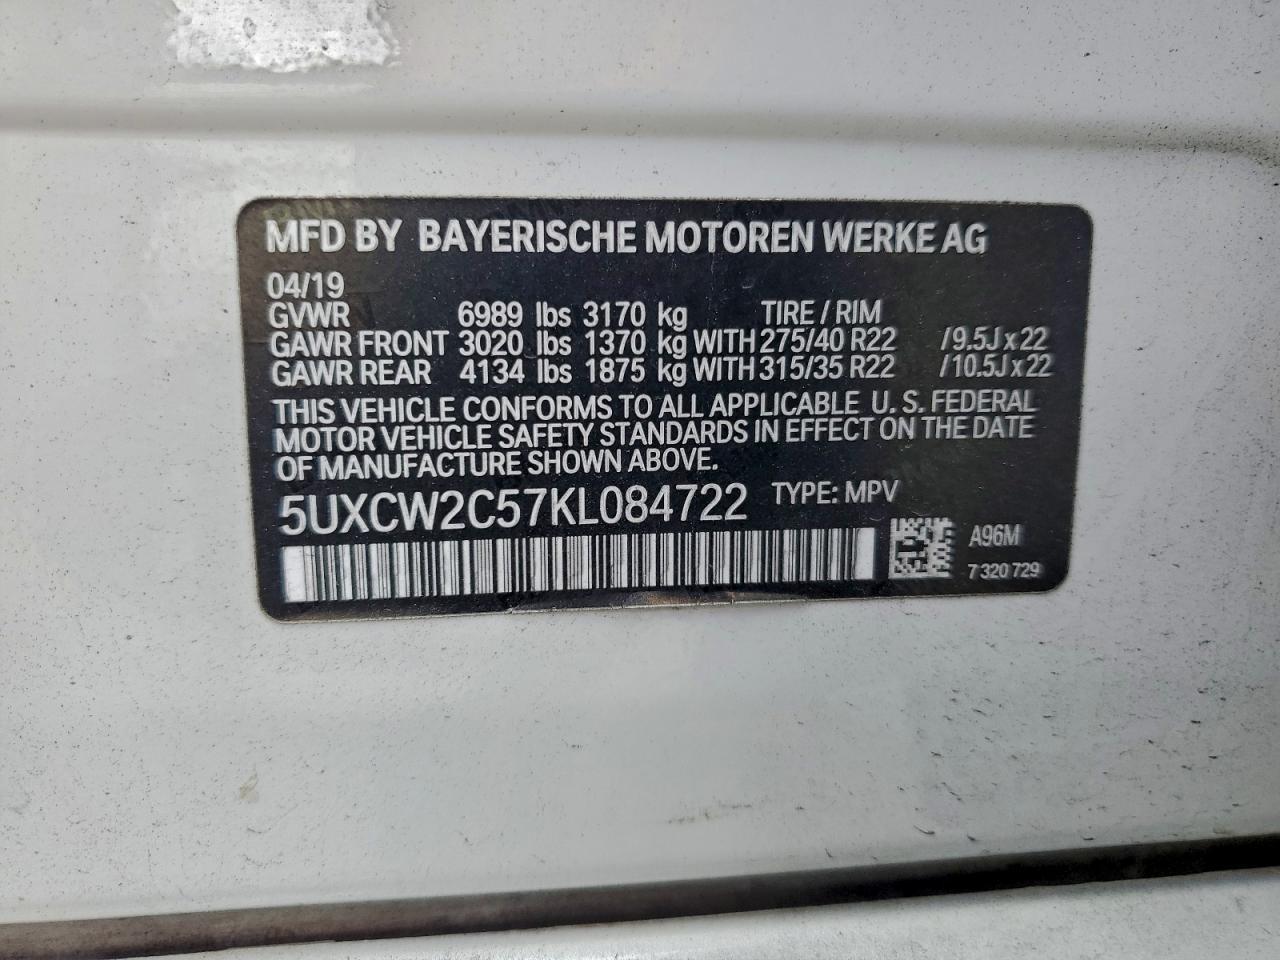 MFD BY BAYERISCHE MOTOREN WERKE AG
04/19
GVWR 6989 lbs 3170 kg TIRE / RIM
GAWR FRONT 3020 lbs 1370 kg WITH 275/40 R22 /9.5J x 22
GAWR REAR 4134 lbs 1875 kg WITH 315/35 R22 /10.5J x 22
THIS VEHICLE CONFORMS TO ALL APPLICABLE U. S. FEDERAL
MOTOR VEHICLE SAFETY STANDARDS IN EFFECT ON THE DATE
OF MANUFACTURE SHOWN ABOVE.
5UXCW2C57KL084722 TYPE: MPV
A96M
7 320 729